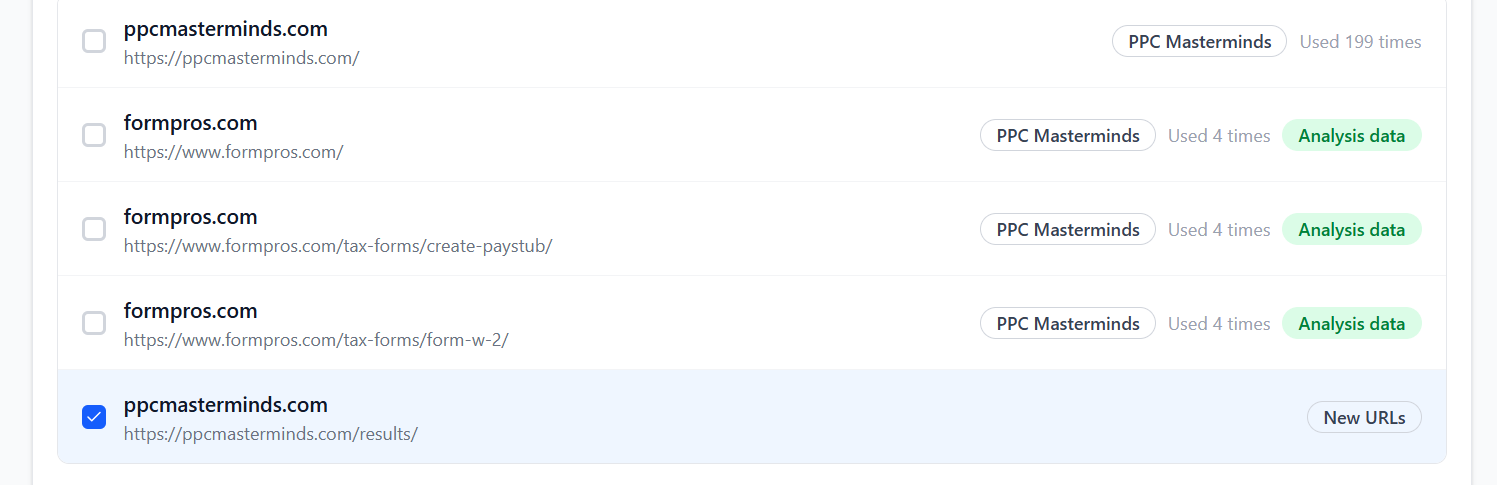 ppcmasterminds.com
https://ppcmasterminds.com/
PPC Masterminds Used 199 times
formpros.com
https://www.formpros.com/
PPC Masterminds Used 4 times Analysis data
formpros.com
https://www.formpros.com/tax-forms/create-paystub/
PPC Masterminds Used 4 times Analysis data
formpros.com
https://www.formpros.com/tax-forms/form-w-2/
PPC Masterminds Used 4 times Analysis data
ppcmasterminds.com
https://ppcmasterminds.com/results/
New URLs